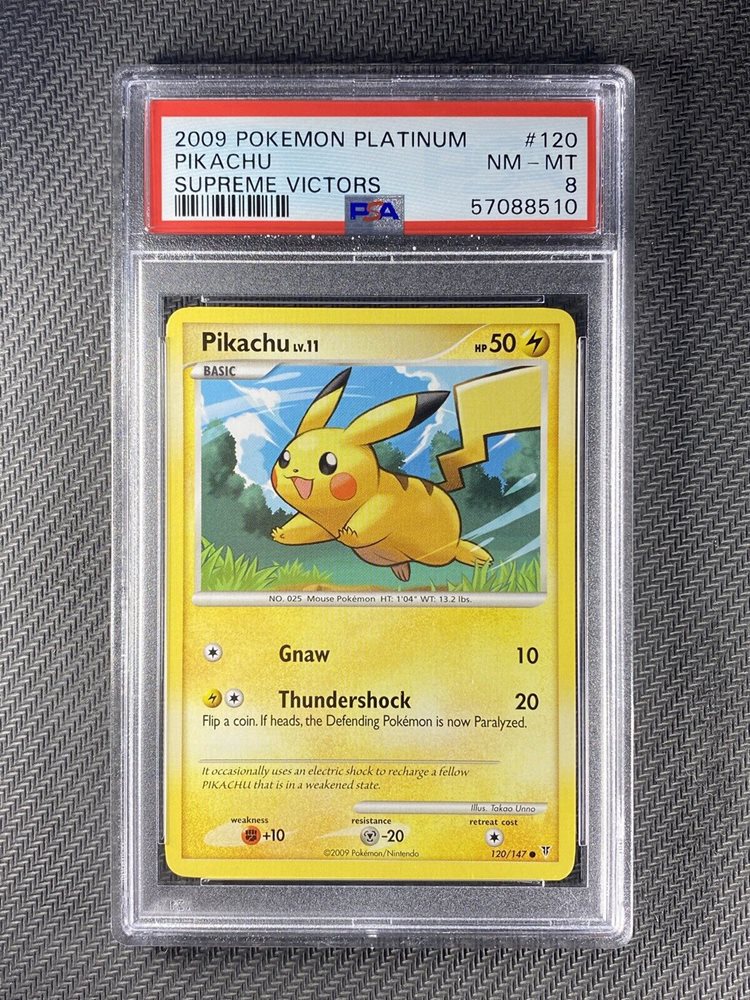 2009 POKEMON PLATINUM #120
PIKACHU NM - MT
SUPREME VICTORS 8
PSA 57088510
Pikachu LV.11 HP 50
BASIC
NO. 025 Mouse Pokémon HT: 1'04" WT: 13.2 lbs.
Gnaw 10
Thundershock 20
Flip a coin. If heads, the Defending Pokémon is now Paralyzed.
It occasionally uses an electric shock to recharge a fellow
PIKACHU that is in a weakened state.
Illus. Takao Unno
weakness resistance retreat cost
+10 -20
©2009 Pokémon/Nintendo 120/147